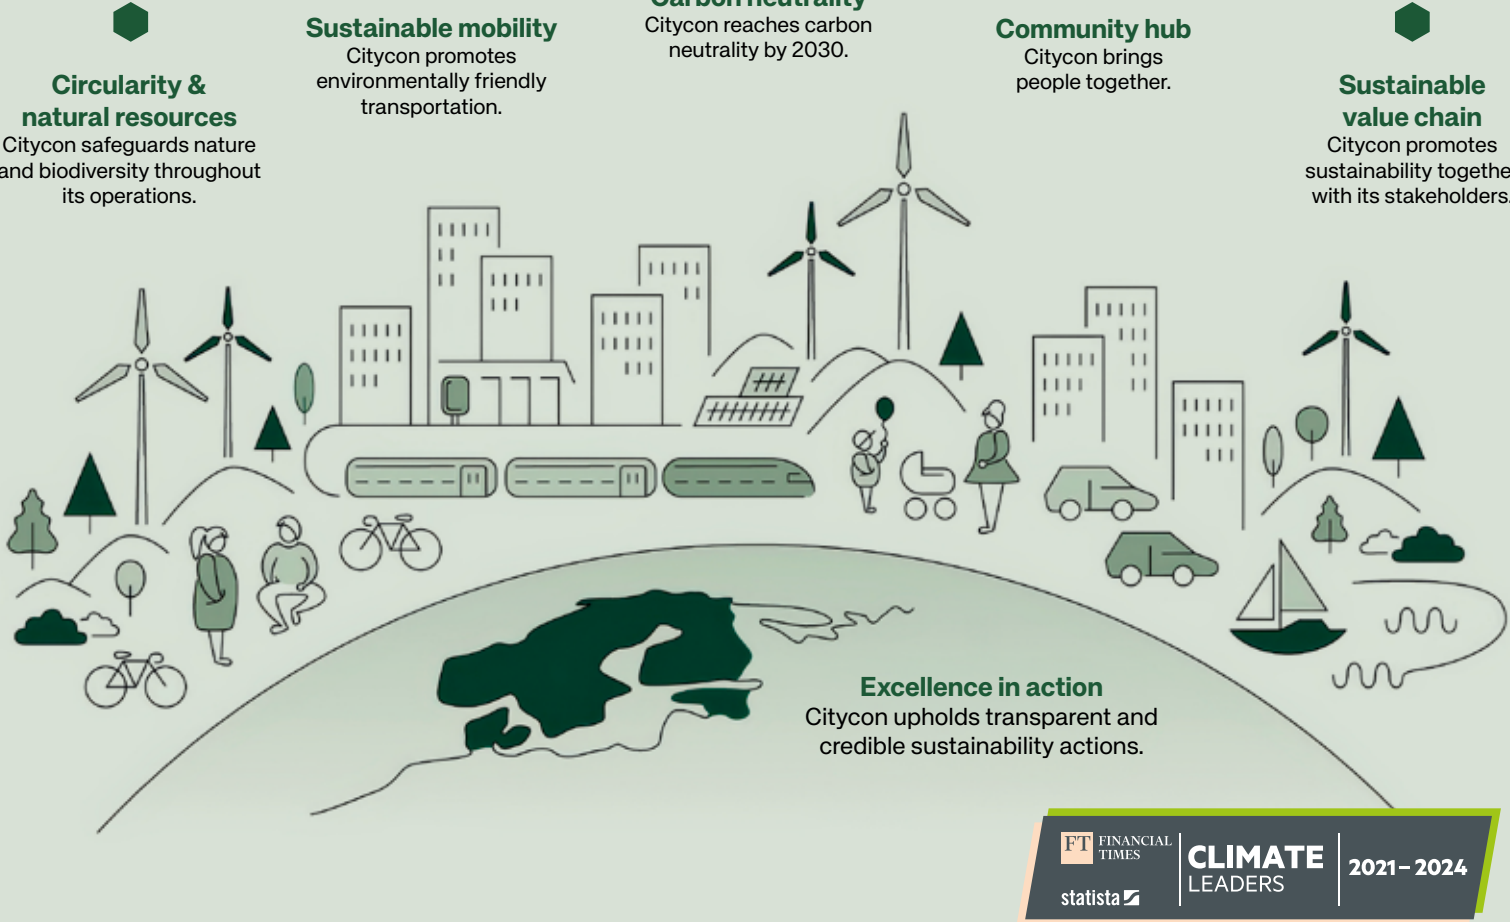 Circularity &
natural resources
Citycon safeguards nature
and biodiversity throughout
its operations.
Sustainable mobility
Citycon promotes
environmentally friendly
transportation.
Carbon neutrality
Citycon reaches carbon
neutrality by 2030.
Community hub
Citycon brings
people together.
Sustainable
value chain
Citycon promotes
sustainability togethe
with its stakeholders.
Excellence in action
Citycon upholds transparent and
credible sustainability actions.
FT FINANCIAL
TIMES
statista
CLIMATE
LEADERS
2021–2024